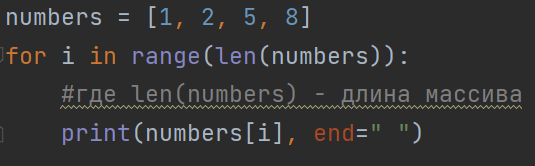 numbers = [1, 2, 5, 8]
for i in range(len(numbers)):
    #где len(numbers) - длина массива
    print(numbers[i], end=" ")